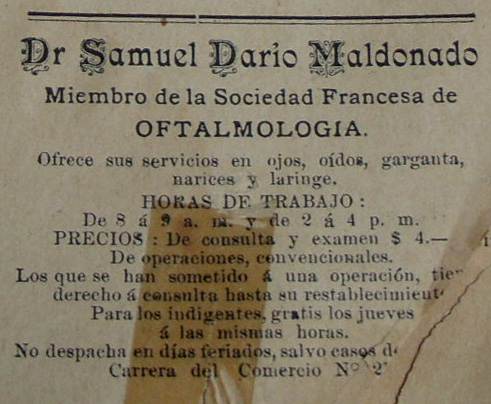 Dr Samuel Dario Maldonado
Miembro de la Sociedad Francesa de
OFTALMOLOGIA.
Ofrece sus servicios en ojos, oídos, garganta,
narices y laringe.
HORAS DE TRABAJO:
De 8 á 9 a. m. y de 2 á 4 p. m.
PRECIOS: De consulta y examen $ 4.—
De operaciones, convencionales.
Los que se han sometido á una operación,
derecho á consulta hasta su
Para los indigentes, gratis los jueves
á las mismas horas.
No despacha en días feriados, salvo casos
Carrera del Comercio Nº